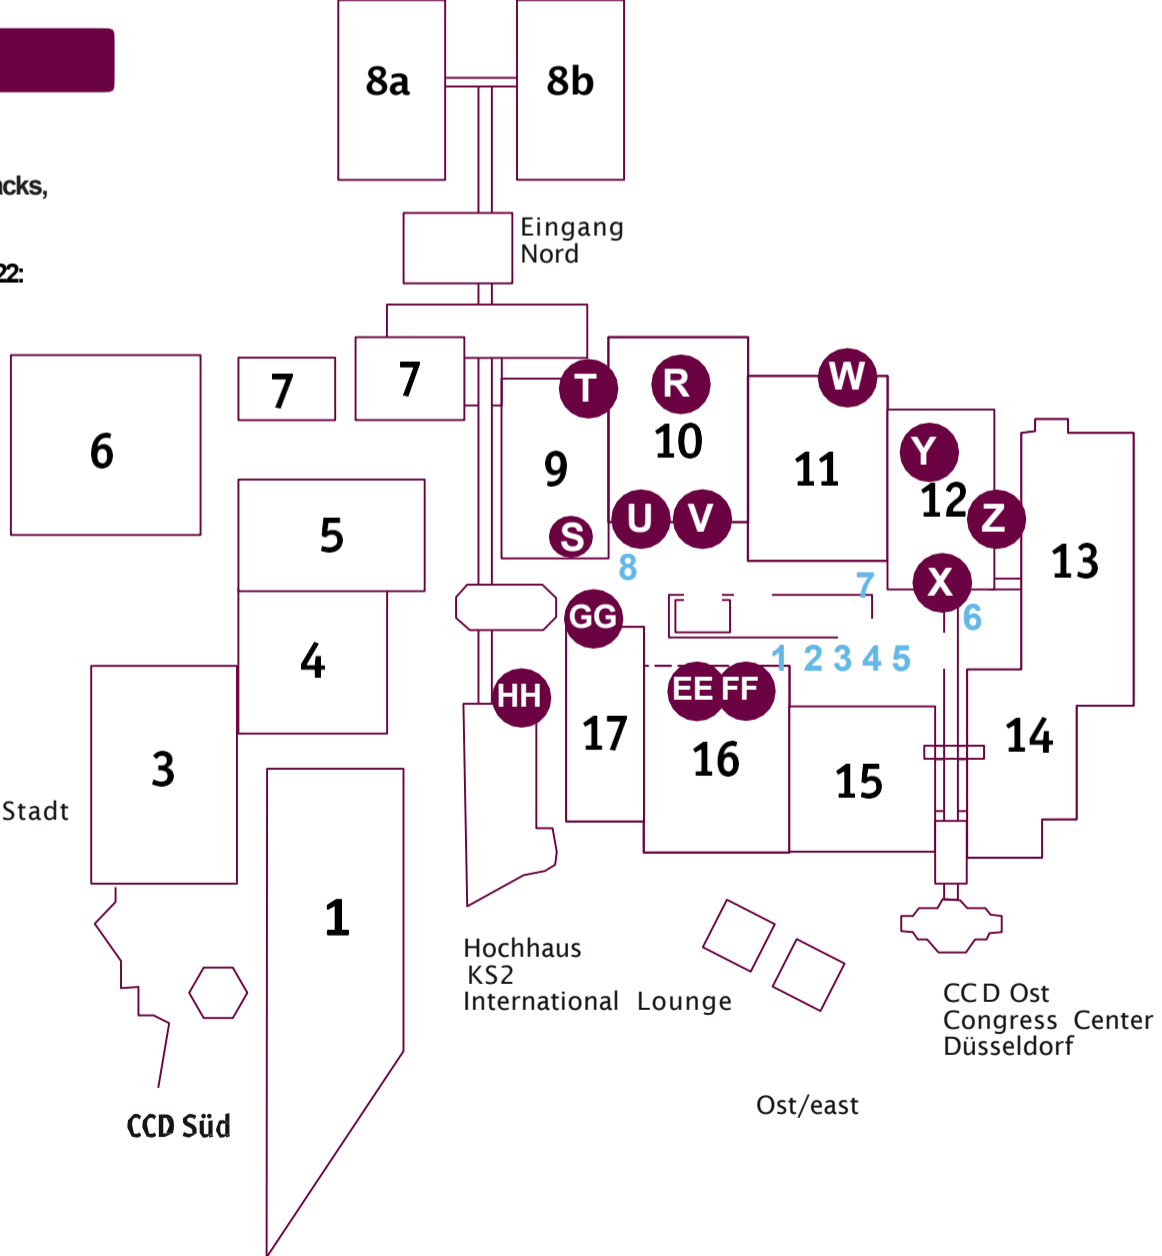 8a
8b
acks,
Eingang
Nord
22:
T
R
W
7
7
6
10
Y
9
11
12
S
U
V
Z
5
13
8
7
X
6
GG
1 2 3 4 5
4
HH
EE
FF
17
16
14
3
15
Stadt
1
Hochhaus
KS2
International Lounge
CCD Ost
Congress Center
Düsseldorf
Ost/east
CCD Süd